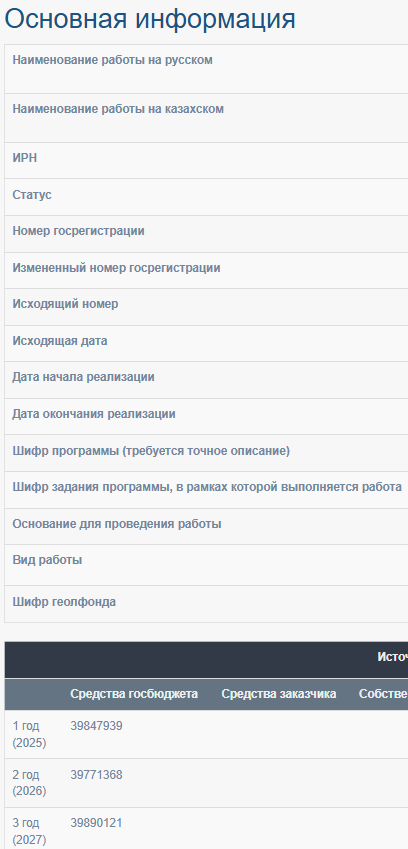 Основная информация
Наименование работы на русском
Наименование работы на казахском
ИРН
Статус
Номер госрегистрации
Измененный номер госрегистрации
Исходящий номер
Исходящая дата
Дата начала реализации
Дата окончания реализации
Шифр программы (требуется точное описание)
Шифр задания программы, в рамках которой выполняется работа
Основание для проведения работы
Вид работы
Шифр геолфонда
Источ
Средства госбюджета Средства заказчика Собстве
1 год 39847939
(2025)
2 год 39771368
(2026)
3 год 39890121
(2027)